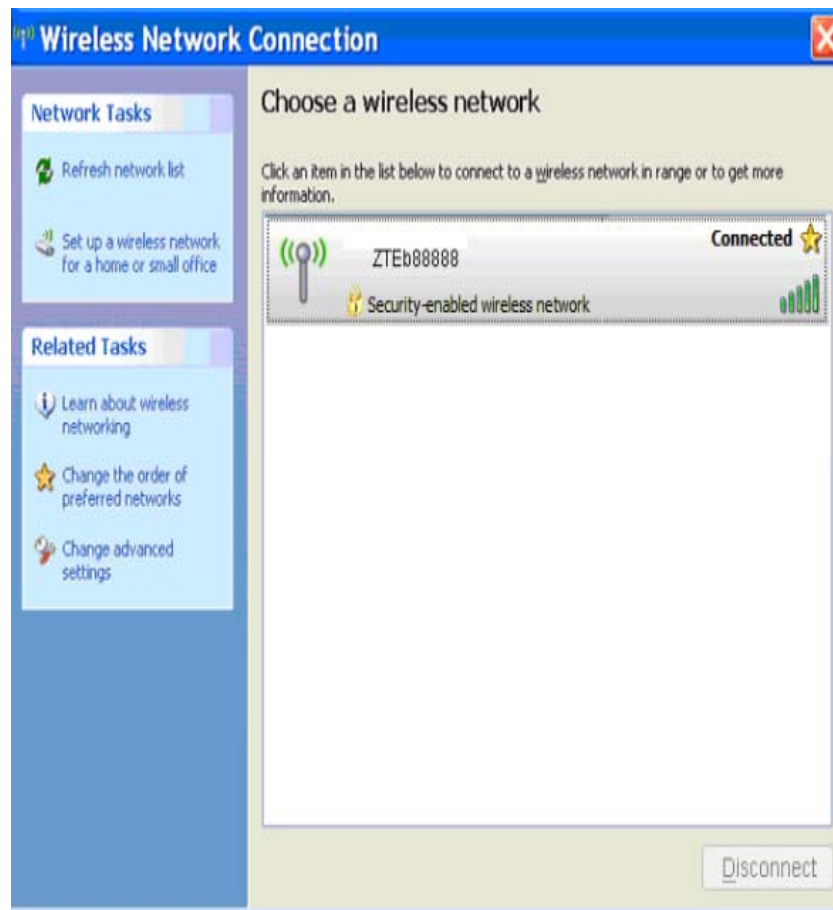 Wireless Network Connection
Network Tasks
Refresh network list
Set up a wireless network
for a home or small office
Related Tasks
Learn about wireless
networking
Change the order of
preferred networks
Change advanced
settings
Choose a wireless network
Click an item in the list below to connect to a wireless network in range or to get more
information.
ZTEb88888
Connected
Security-enabled wireless network
Disconnect